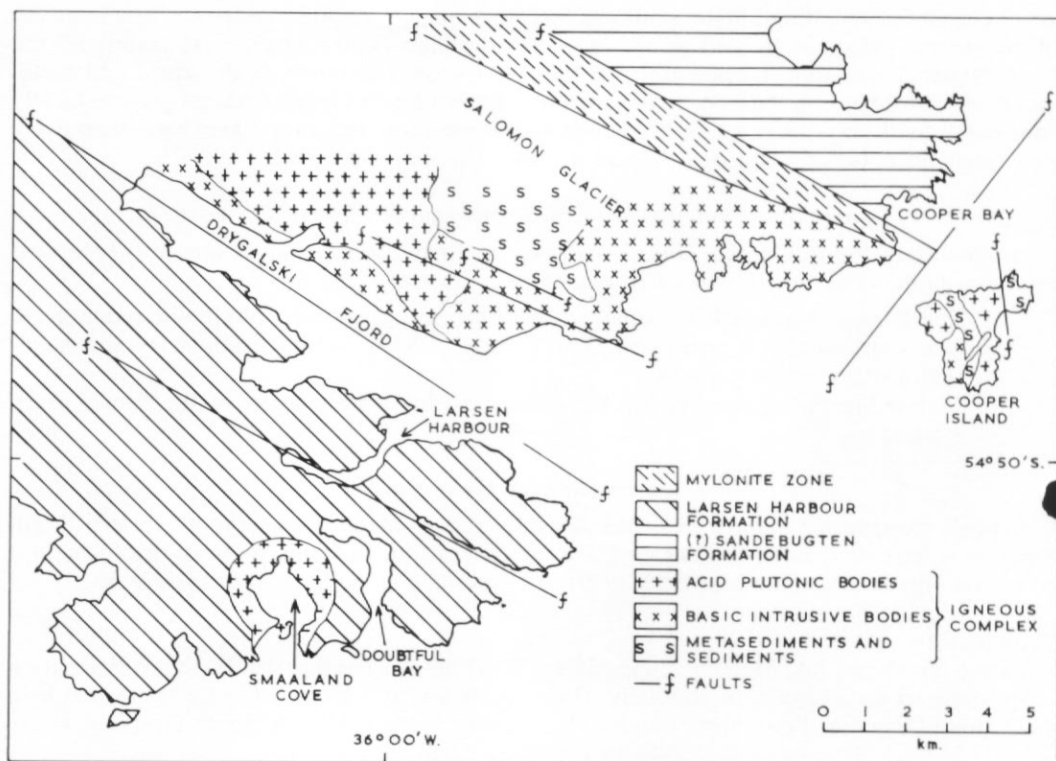 SALOMON GLACIER
COOPER BAY
DRYGALSKI FJORD
COOPER ISLAND
LARSEN HARBOUR
54°50'S.
MYLONITE ZONE
LARSEN HARBOUR
FORMATION
(?) SANDEBUGTEN
FORMATION
ACID PLUTONIC BODIES
BASIC INTRUSIVE BODIES
METASEDIMENTS AND
SEDIMENTS
IGNEOUS
COMPLEX
f FAULTS
DOUBTFUL
BAY
SMAALAND
COVE
0 1 2 3 4 5
km.
36°00'W.